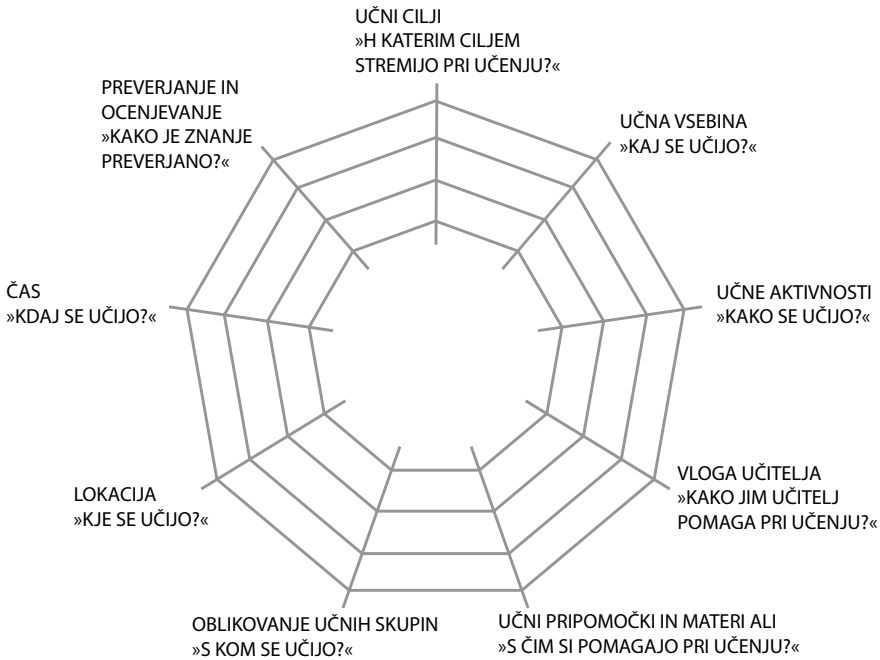 UČNI CILJI
»H KATERIM CILJEM
STREMIJO PRI UČENJU?«
UČNA VSEBINA
»KAJ SE UČIJO?«
UČNE AKTIVNOSTI
»KAKO SE UČIJO?«
VLOGA UČITELJA
»KAKO JIM UČITELJ
POMAGA PRI UČENJU?«
UČNI PRIPOMOČKI IN MATERI ALI
»S ČIM SI POMAGAJO PRI UČENJU?«
OBLIKOVANJE UČNIH SKUPIN
»S KOM SE UČIJO?«
LOKACIJA
»KJE SE UČIJO?«
ČAS
»KDAJ SE UČIJO?«
PREVERJANJE IN
OCENJEVANJE
»KAKO JE ZNANJE
PREVERJANO?«